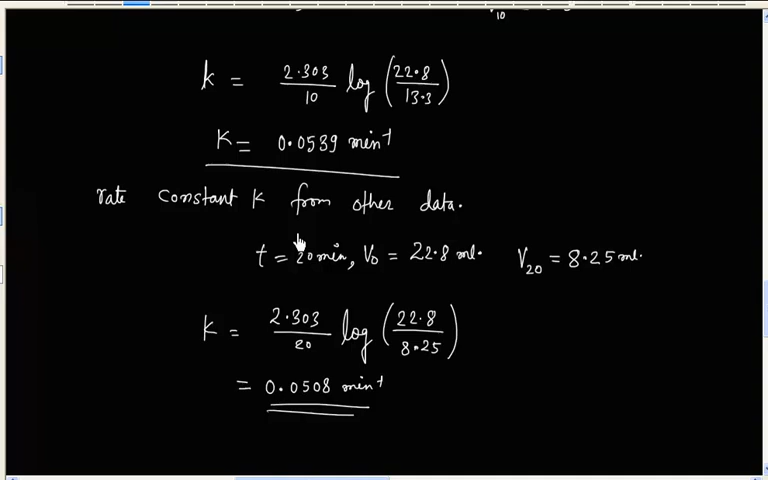 10
k = 2.303/10 log (22.8/13.3)
K = 0.0539 min⁻¹
rate constant K from other data.
t = 20 min, V₀ = 22.8 ml. V₂₀ = 8.25 ml.
K = 2.303/20 log (22.8/8.25)
= 0.0508 min⁻¹